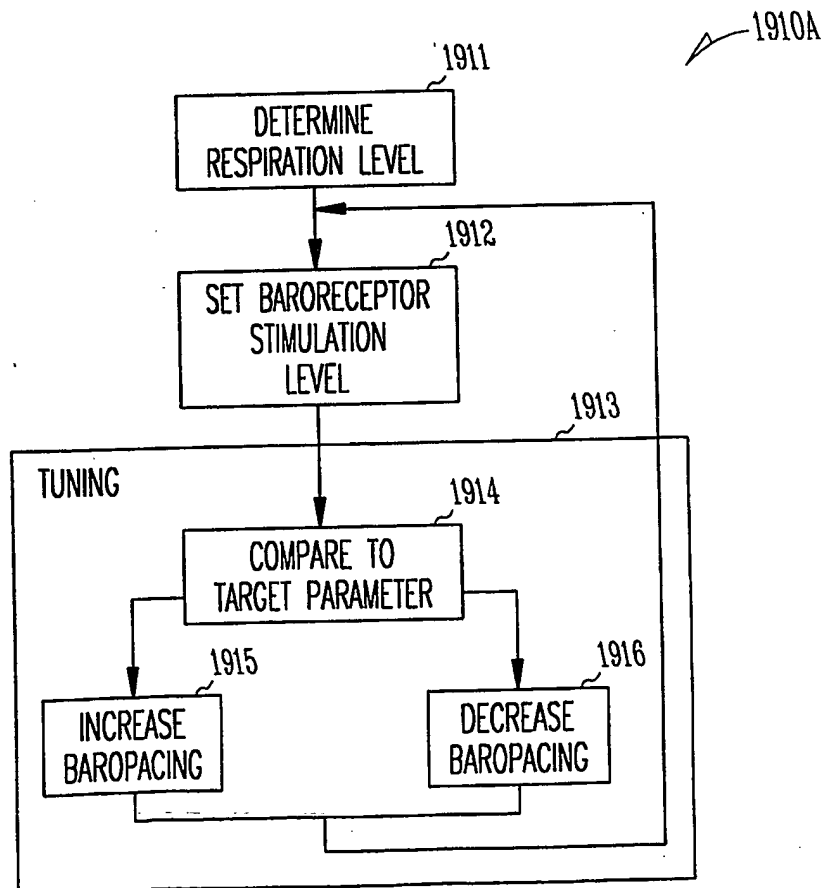 1910A
1911
DETERMINE
RESPIRATION LEVEL
1912
SET BARORECEPTOR
STIMULATION
LEVEL
1913
TUNING
1914
COMPARE TO
TARGET PARAMETER
1915
INCREASE
BAROPACING
1916
DECREASE
BAROPACING